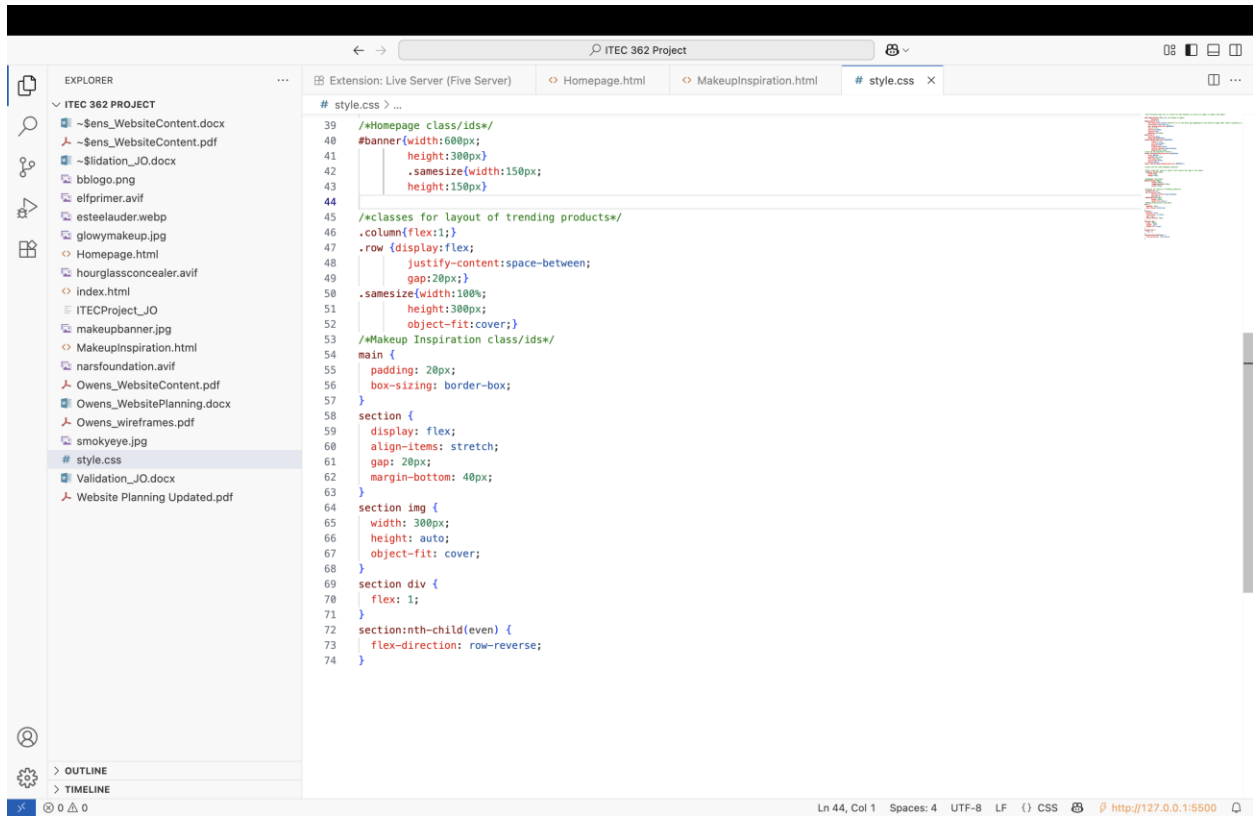 ITEC 362 Project
EXPLORER
...
Extension: Live Server (Five Server)
Homepage.html
MakeupInspiration.html
# style.css
ITEC 362 PROJECT
~$ens_WebsiteContent.docx
~$ens_WebsiteContent.pdf
~$lidation_JO.docx
bblogo.png
elfprimer.avif
esteelauder.webp
glowymakeup.jpg
Homepage.html
hourglassconcealer.avif
index.html
ITECProject_JO
makeupbanner.jpg
MakeupInspiration.html
narsfoundation.avif
Owens_WebsiteContent.pdf
Owens_WebsitePlanning.docx
Owens_wireframes.pdf
smokyeye.jpg
# style.css
Validation_JO.docx
Website Planning Updated.pdf
OUTLINE
TIMELINE
# style.css > ...
39 /*Homepage class/ids*/
40 #banner{width:600px;
41 height:300px}
42 .samesize{width:150px;
43 height:150px}
44
45 /*classes for layout of trending products*/
46 .column{flex:1;}
47 .row {display:flex;
48 justify-content:space-between;
49 gap:20px;}
50 .samesize{width:100%;
51 height:300px;
52 object-fit:cover;}
53 /*Makeup Inspiration class/ids*/
54 main {
55 padding: 20px;
56 box-sizing: border-box;
57 }
58 section {
59 display: flex;
60 align-items: stretch;
61 gap: 20px;
62 margin-bottom: 40px;
63 }
64 section img {
65 width: 300px;
66 height: auto;
67 object-fit: cover;
68 }
69 section div {
70 flex: 1;
71 }
72 section:nth-child(even) {
73 flex-direction: row-reverse;
74 }
0 0
Ln 44, Col 1 Spaces: 4 UTF-8 LF {} CSS http://127.0.0.1:5500